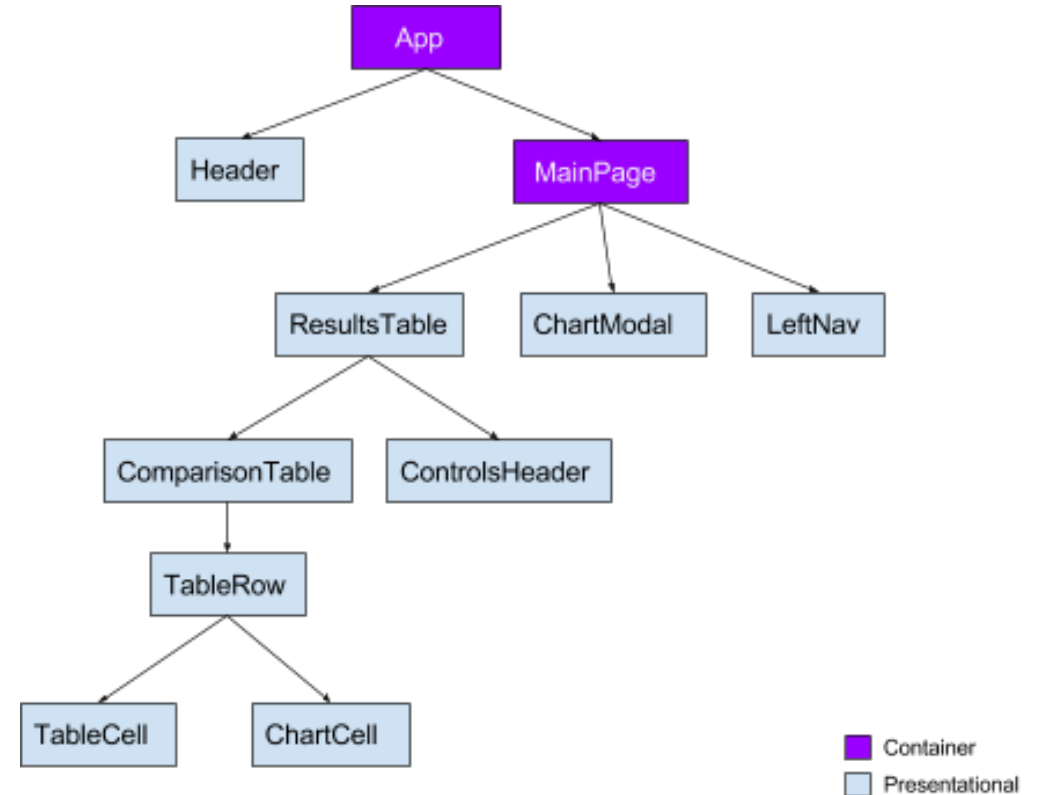 App
Header
MainPage
ResultsTable
ChartModal
LeftNav
ComparisonTable
ControlsHeader
TableRow
TableCell
ChartCell
Container
Presentational